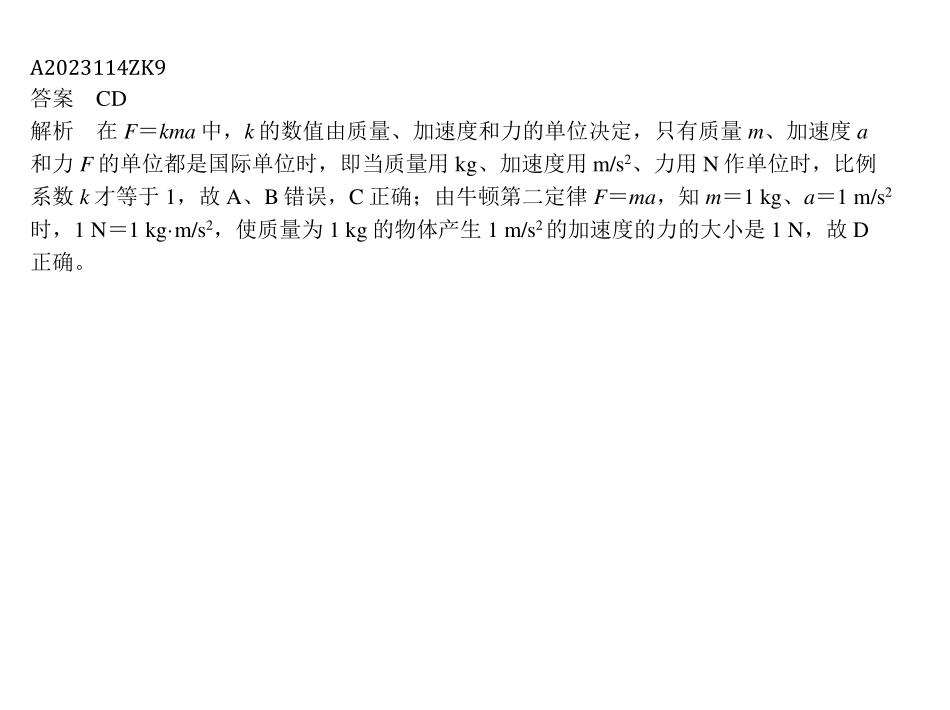 A2023114ZK9
答案　CD
解析　在 F＝kma 中，k 的数值由质量、加速度和力的单位决定，只有质量 m、加速度 a
和力 F 的单位都是国际单位时，即当质量用 kg、加速度用 m/s²、力用 N 作单位时，比例
系数 k 才等于 1，故 A、B 错误，C 正确；由牛顿第二定律 F＝ma，知 m＝1 kg、a＝1 m/s²
时，1 N＝1 kg·m/s²，使质量为 1 kg 的物体产生 1 m/s² 的加速度的力的大小是 1 N，故 D
正确。